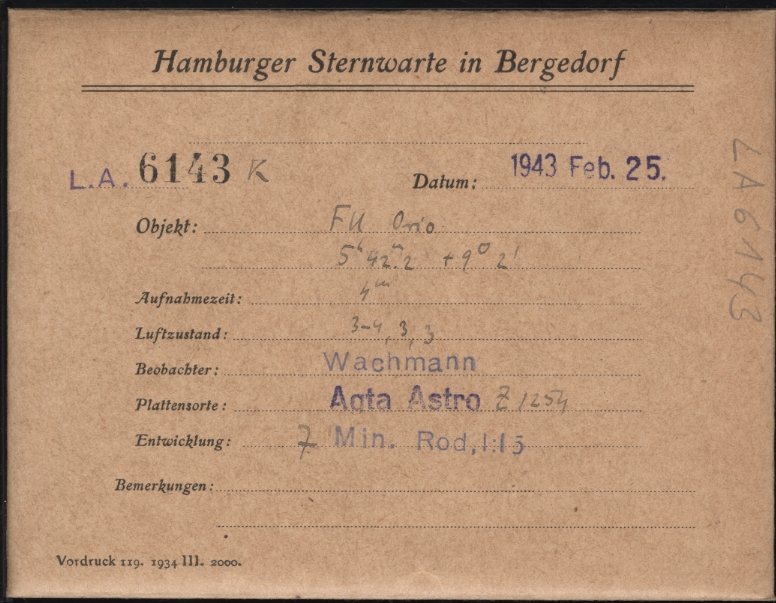 Hamburger Sternwarte in Bergedorf
L.A. 6143 K
Datum: 1943 Feb. 25.
Objekt: FU Orio
5ʰ 42ᵐ.2 +9° 2'
Aufnahmezeit: 4ᵐ
Luftzustand: 3-4, 3, 3
Beobachter: Wachmann
Plattensorte: Agfa Astro Z 1254
Entwicklung: 7 Min. Rod, 1:15
Bemerkungen:
Vordruck 119. 1934 III. 2000.
LA 6143